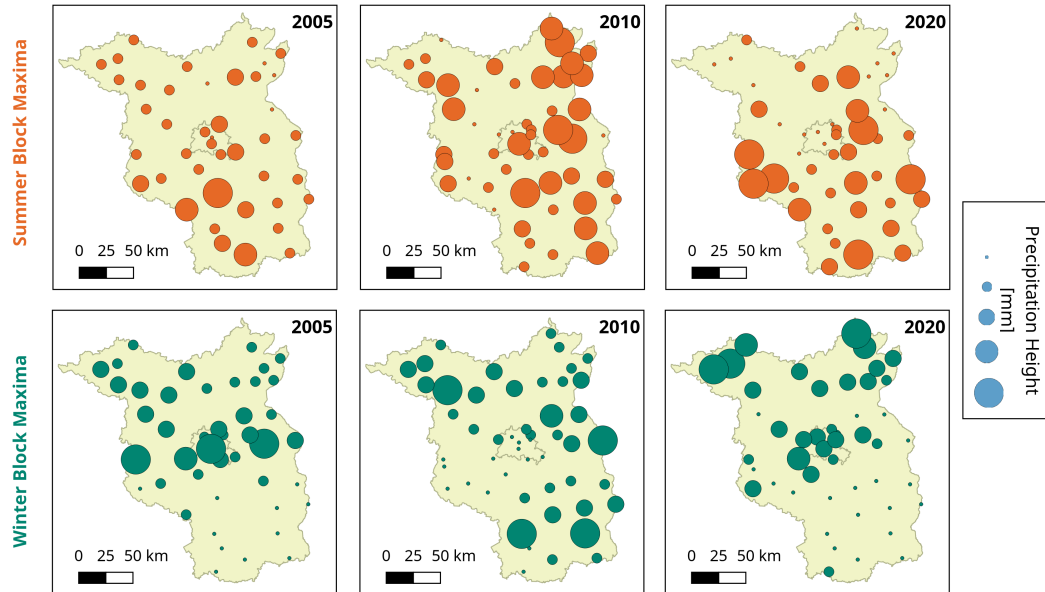 Summer Block Maxima
2005
0 25 50 km
2010
0 25 50 km
2020
0 25 50 km
Winter Block Maxima
2005
0 25 50 km
2010
0 25 50 km
2020
0 25 50 km
Precipitation Height
[mm]